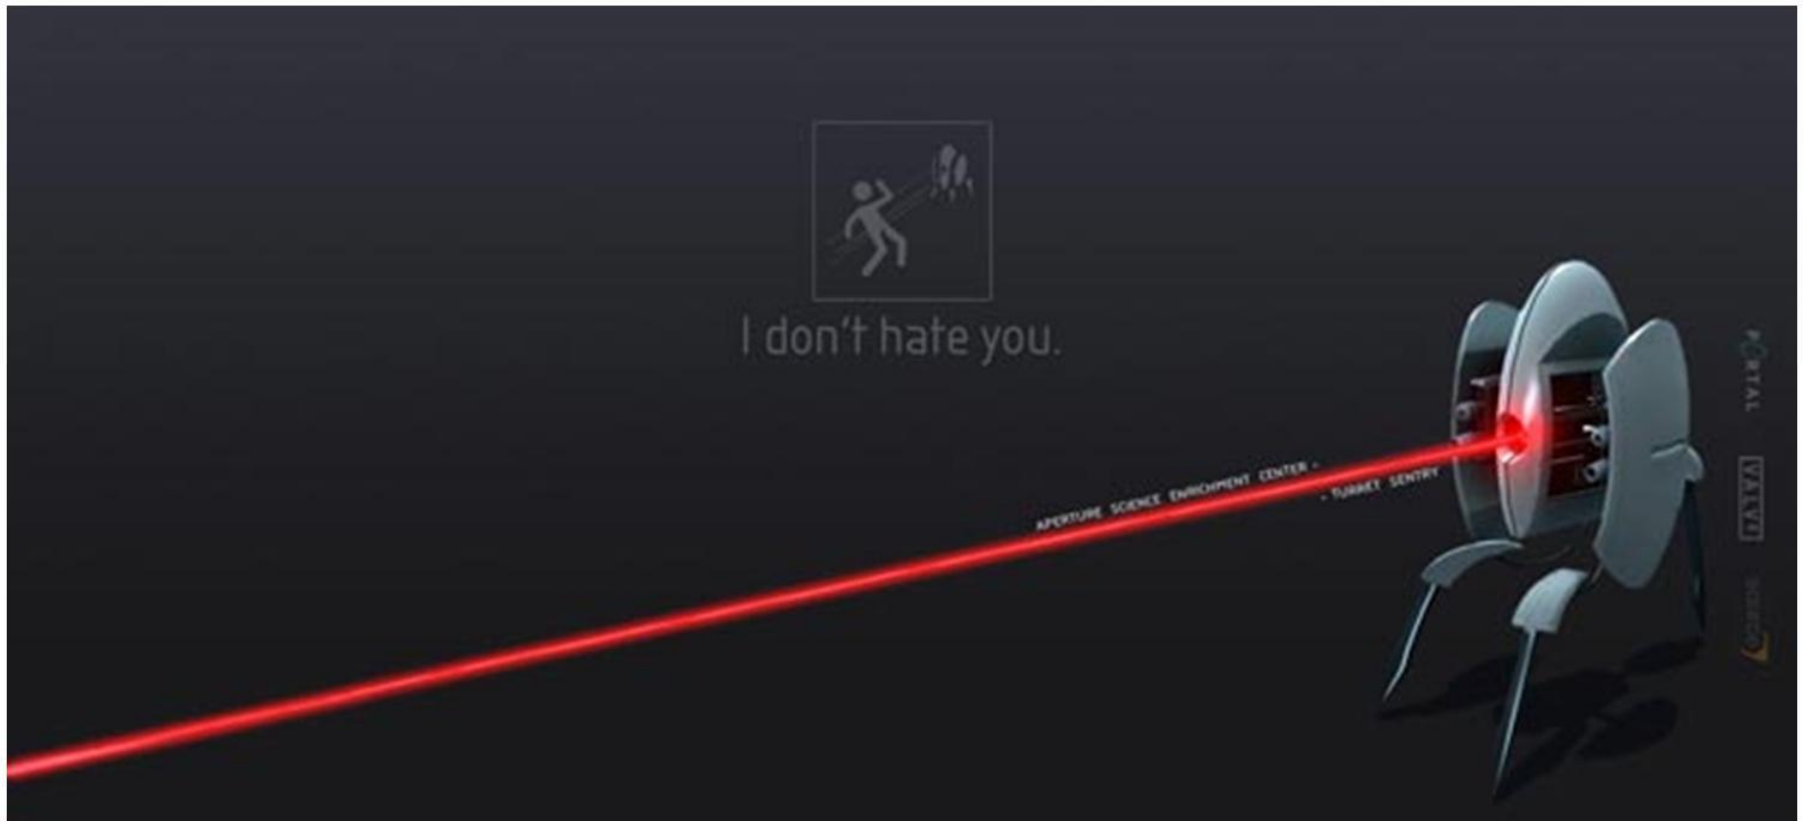 I don't hate you.
APERTURE SCIENCE ENRICHMENT CENTER -
- TURRET SENTRY
PORTAL
VALVE